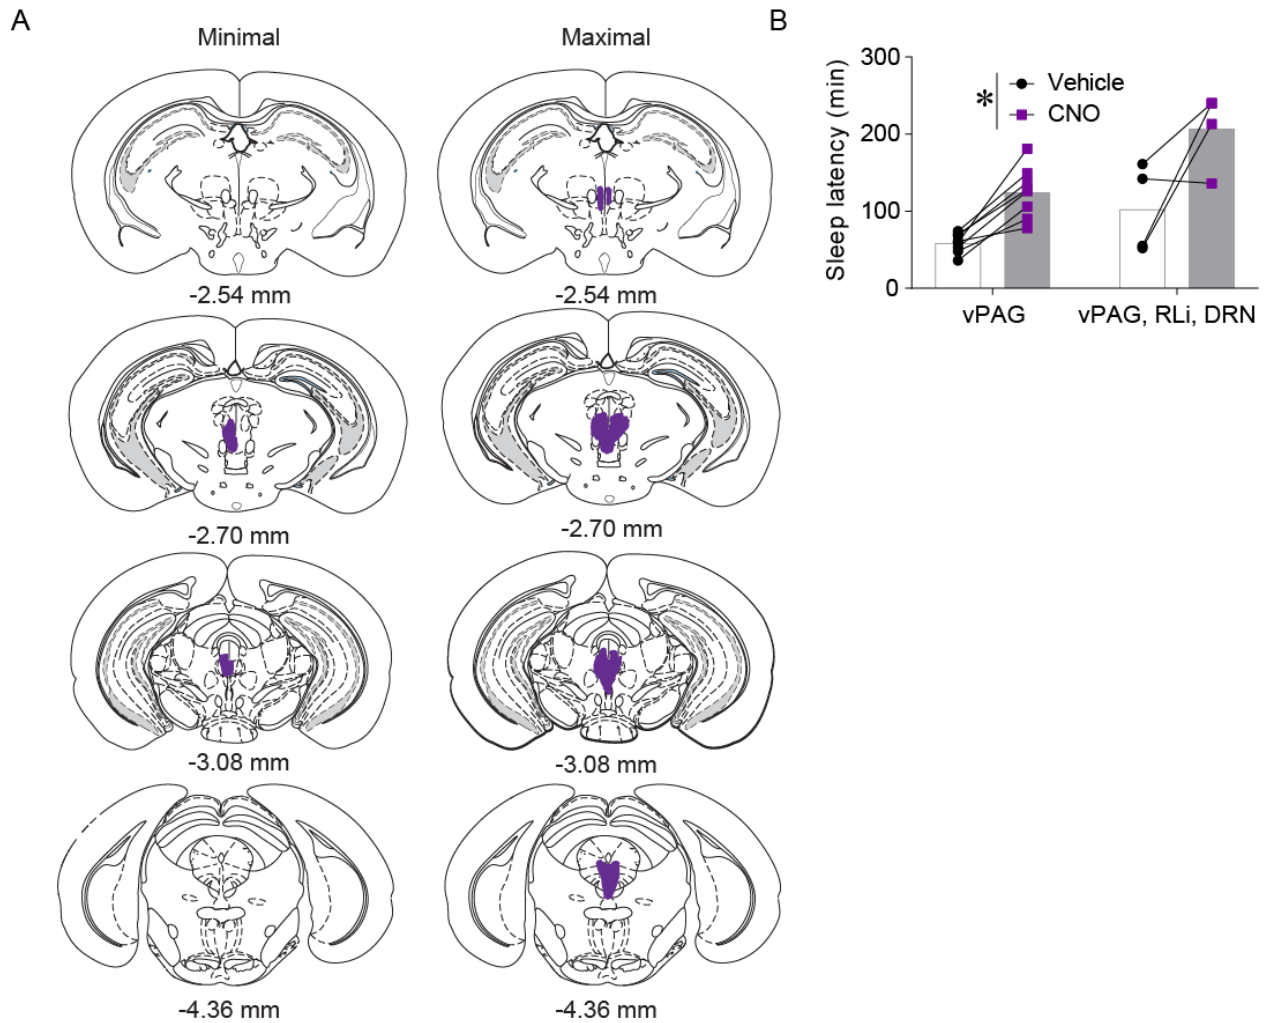 A
Minimal
Maximal
-2.54 mm
-2.54 mm
-2.70 mm
-2.70 mm
-3.08 mm
-3.08 mm
-4.36 mm
-4.36 mm
B
Sleep latency (min)
300
200
100
0
*
Vehicle
CNO
vPAG
vPAG, RLi, DRN